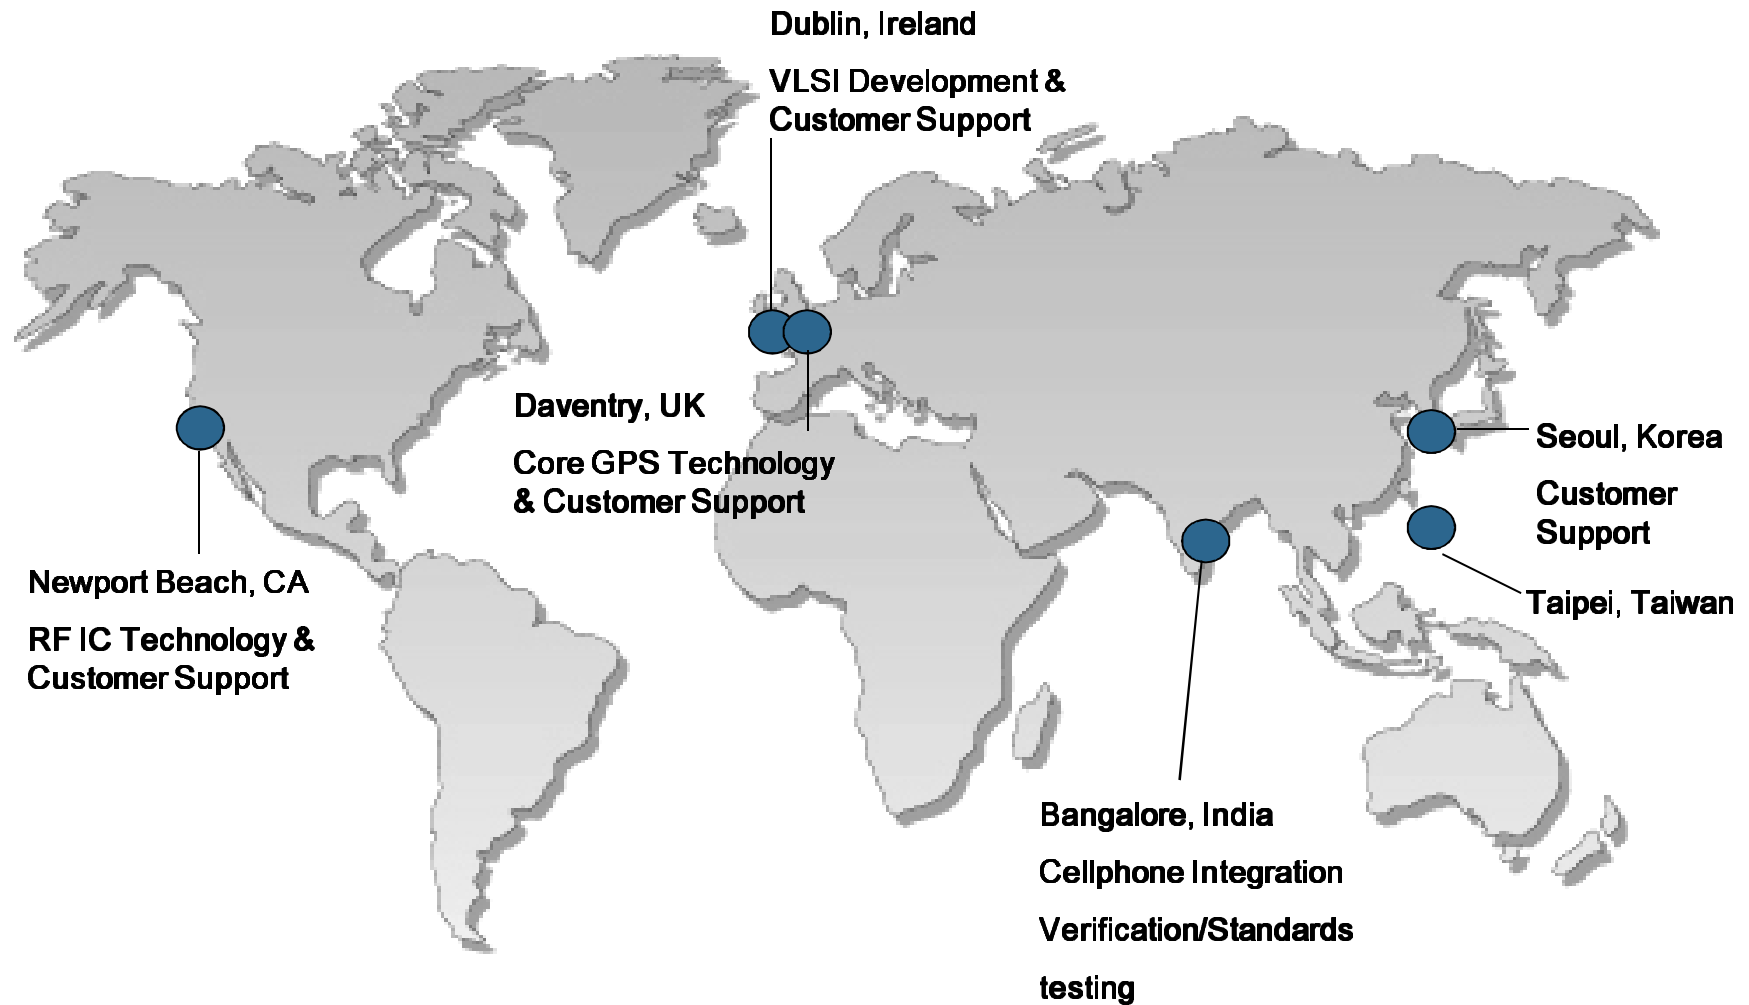 Dublin, Ireland
VLSI Development &
Customer Support
Daventry, UK
Core GPS Technology
& Customer Support
Seoul, Korea
Customer
Support
Taipei, Taiwan
Newport Beach, CA
RF IC Technology &
Customer Support
Bangalore, India
Cellphone Integration
Verification/Standards
testing